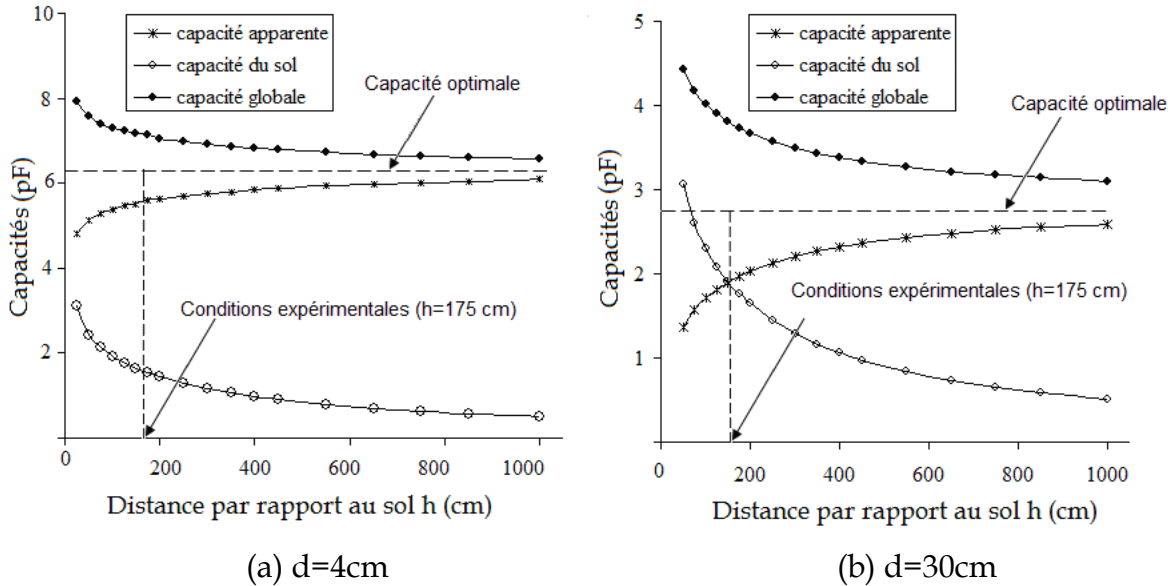 10
8
6
4
2
Capacités (pF)
capacité apparente
capacité du sol
capacité globale
Capacité optimale
Conditions expérimentales (h=175 cm)
0 200 400 600 800 1000
Distance par rapport au sol h (cm)
(a) d=4cm
5
4
3
2
1
0
Capacités (pF)
capacité apparente
capacité du sol
capacité globale
Capacité optimale
Conditions expérimentales (h=175 cm)
0 200 400 600 800 1000
Distance par rapport au sol h (cm)
(b) d=30cm